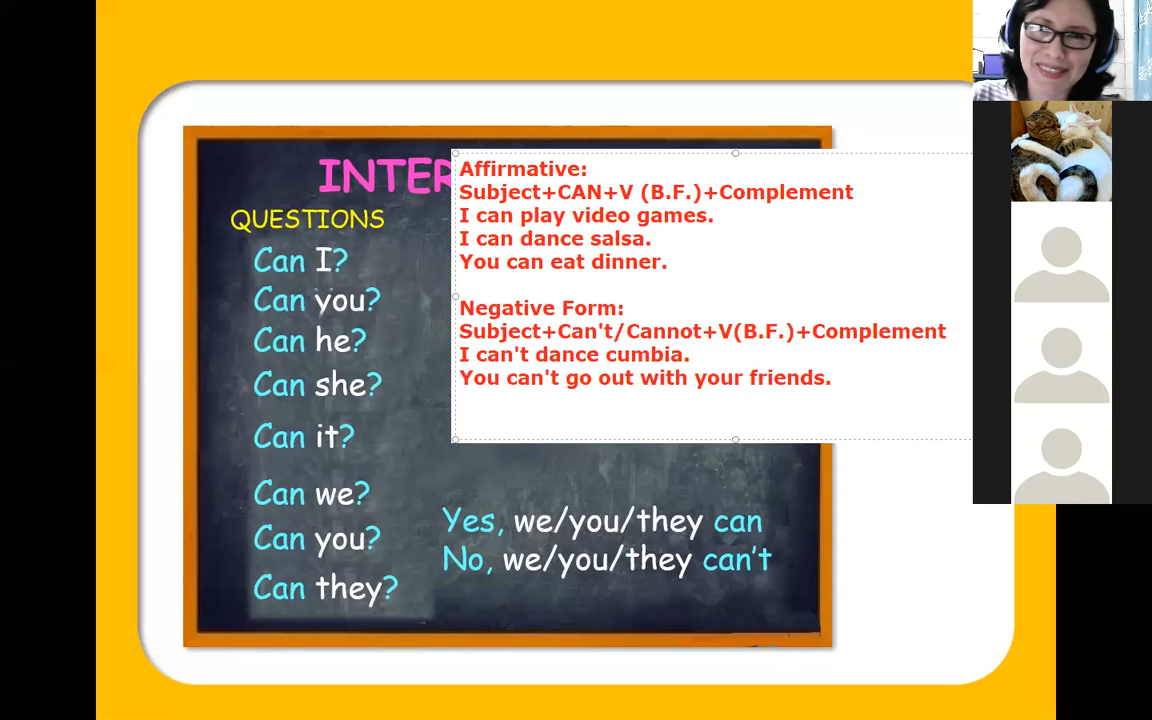 INTER
QUESTIONS
Can I?
Can you?
Can he?
Can she?
Can it?
Can we?
Can you?
Can they?
Affirmative:
Subject+CAN+V (B.F.)+Complement
I can play video games.
I can dance salsa.
You can eat dinner.
Negative Form:
Subject+Can't/Cannot+V(B.F.)+Complement
I can't dance cumbia.
You can't go out with your friends.
Yes, we/you/they can
No, we/you/they can't